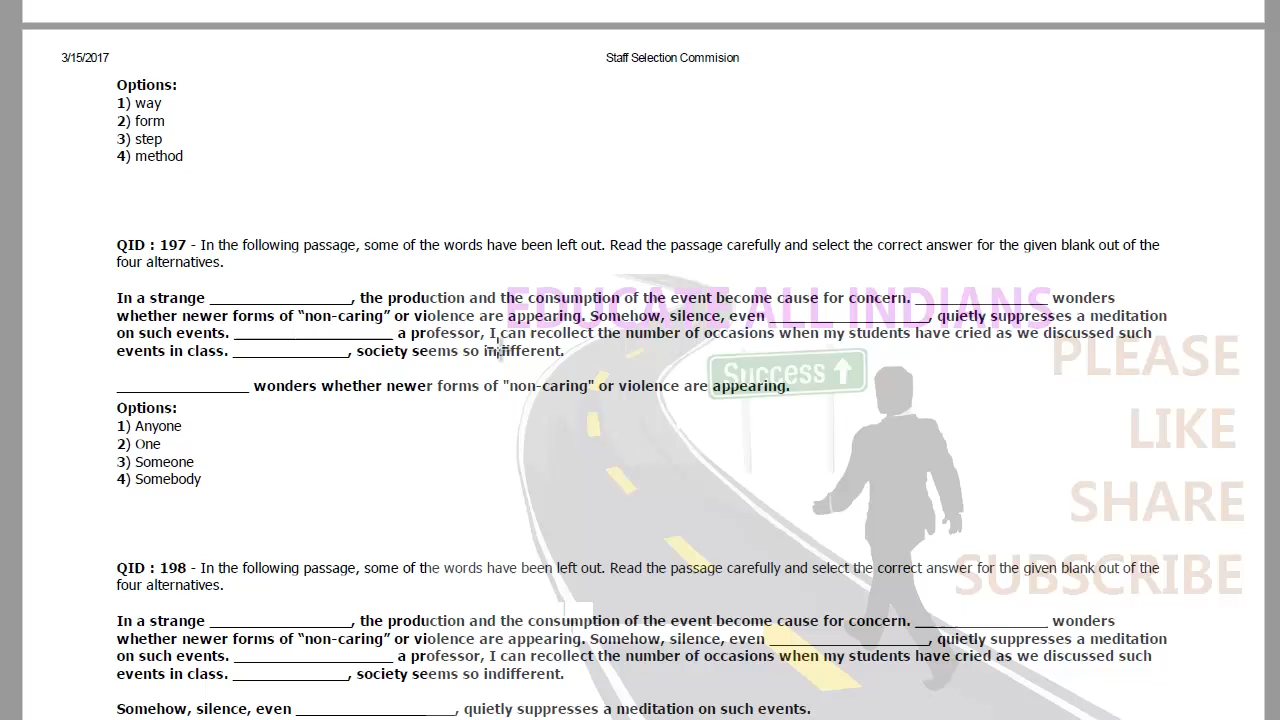 3/15/2017
Staff Selection Commision
Options:
1) way
2) form
3) step
4) method
QID : 197 - In the following passage, some of the words have been left out. Read the passage carefully and select the correct answer for the given blank out of the
four alternatives.
In a strange __________________, the production and the consumption of the event become cause for concern. _________________ wonders
whether newer forms of “non-caring” or violence are appearing. Somehow, silence, even ____________________, quietly suppresses a meditation
on such events. ____________________ a professor, I can recollect the number of occasions when my students have cried as we discussed such
events in class. _______________, society seems so indifferent.
_________________ wonders whether newer forms of "non-caring" or violence are appearing.
Options:
1) Anyone
2) One
3) Someone
4) Somebody
QID : 198 - In the following passage, some of the words have been left out. Read the passage carefully and select the correct answer for the given blank out of the
four alternatives.
In a strange __________________, the production and the consumption of the event become cause for concern. _________________ wonders
whether newer forms of “non-caring” or violence are appearing. Somehow, silence, even ____________________, quietly suppresses a meditation
on such events. ____________________ a professor, I can recollect the number of occasions when my students have cried as we discussed such
events in class. _______________, society seems so indifferent.
Somehow, silence, even _____________________, quietly suppresses a meditation on such events.
EDUCATE ALL INDIANS
Success
PLEASE
LIKE
SHARE
SUBSCRIBE